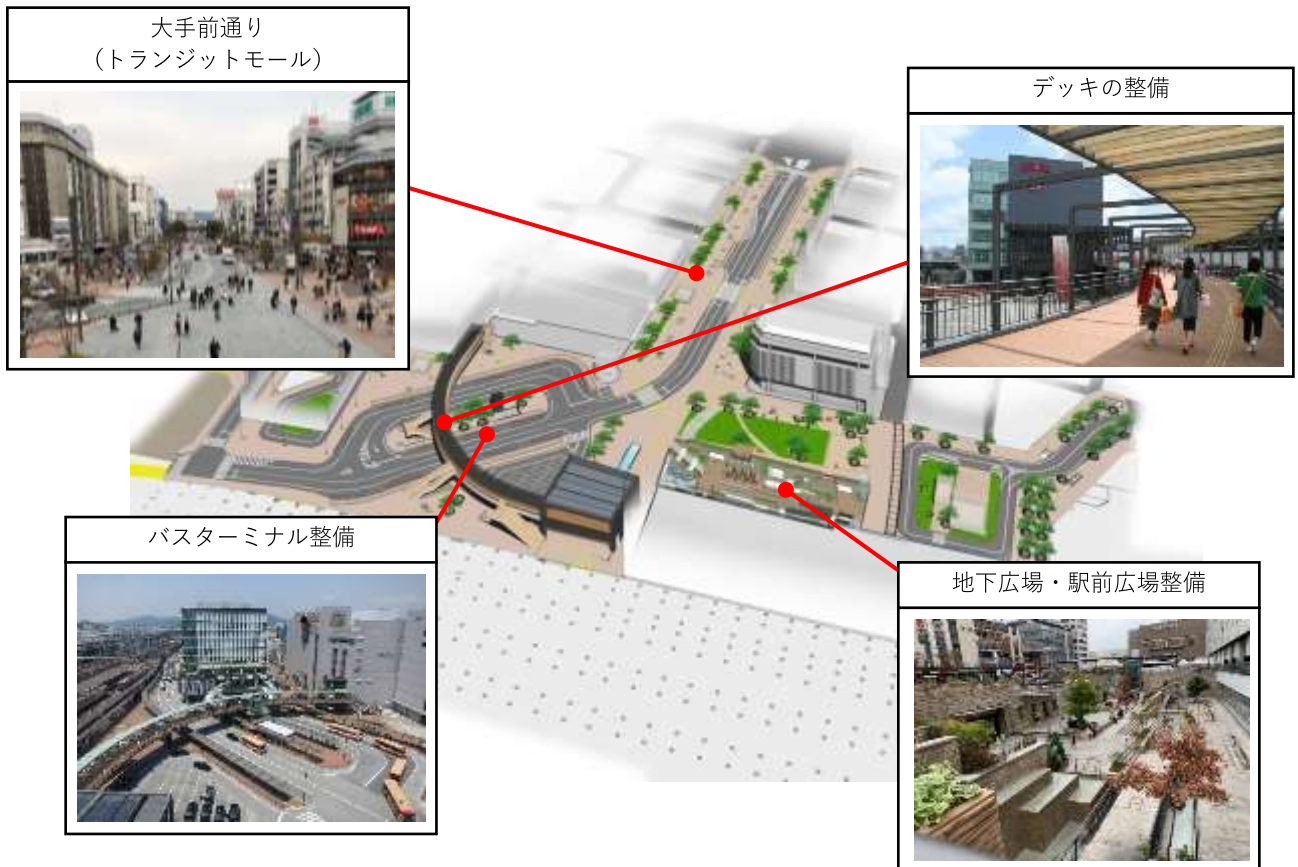 大手前通り
（トランジットモール）
デッキの整備
バスターミナル整備
地下広場・駅前広場整備